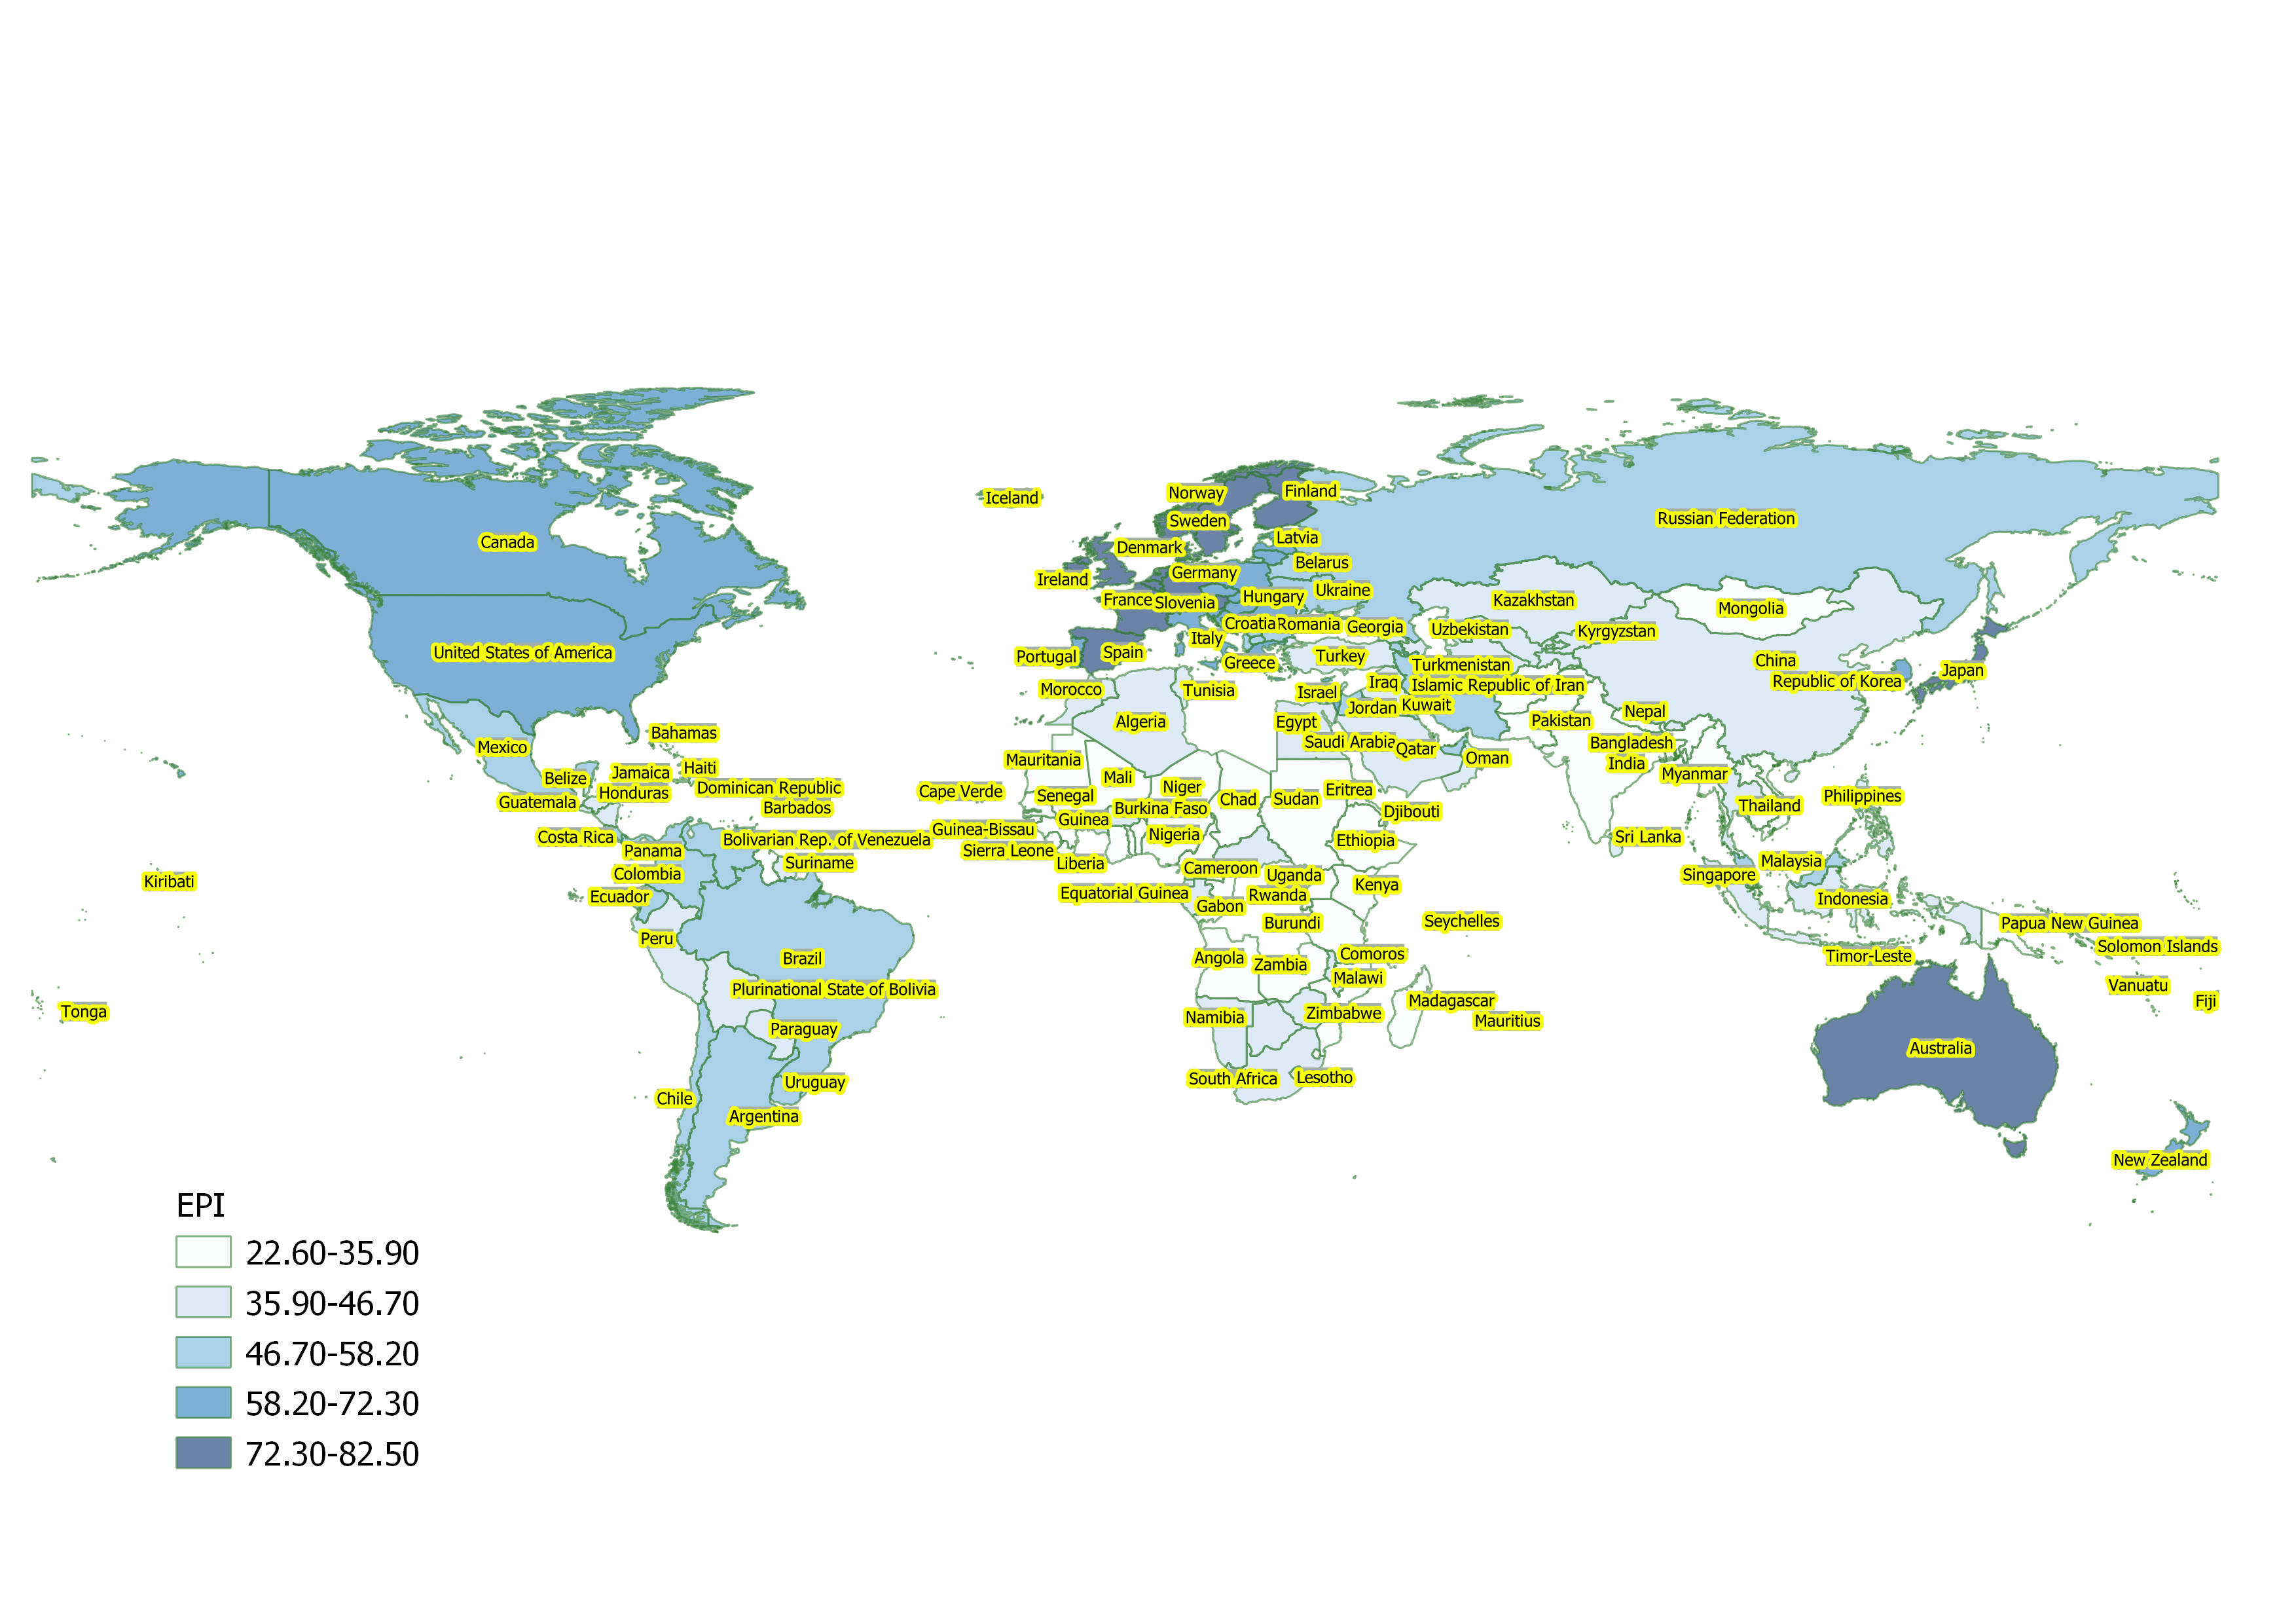 Iceland
Norway
Finland
Sweden
Russian Federation
Latvia
Canada
Denmark
Belarus
Germany
Ireland
Ukraine
Hungary
France
Slovenia
Kazakhstan
Mongolia
Croatia
Romania
Georgia
Uzbekistan
Kyrgyzstan
Italy
United States of America
Portugal
Spain
Greece
Turkey
Turkmenistan
China
Japan
Republic of Korea
Morocco
Tunisia
Israel
Iraq
Islamic Republic of Iran
Jordan
Kuwait
Algeria
Egypt
Pakistan
Nepal
Bahamas
Mexico
Saudi Arabia
Qatar
Bangladesh
Mauritania
Oman
India
Belize
Jamaica
Haiti
Mali
Myanmar
Dominican Republic
Honduras
Cape Verde
Senegal
Niger
Eritrea
Guatemala
Barbados
Burkina Faso
Chad
Sudan
Thailand
Philippines
Djibouti
Guinea
Costa Rica
Bolivarian Rep. of Venezuela
Guinea-Bissau
Nigeria
Ethiopia
Sri Lanka
Panama
Suriname
Sierra Leone
Liberia
Malaysia
Kiribati
Colombia
Cameroon
Uganda
Singapore
Ecuador
Equatorial Guinea
Gabon
Rwanda
Kenya
Indonesia
Burundi
Seychelles
Papua New Guinea
Peru
Solomon Islands
Brazil
Angola
Zambia
Comoros
Timor-Leste
Plurinational State of Bolivia
Malawi
Vanuatu
Tonga
Madagascar
Fiji
Paraguay
Namibia
Zimbabwe
Mauritius
Australia
Uruguay
South Africa
Lesotho
Chile
Argentina
New Zealand
EPI
22.60-35.90
35.90-46.70
46.70-58.20
58.20-72.30
72.30-82.50